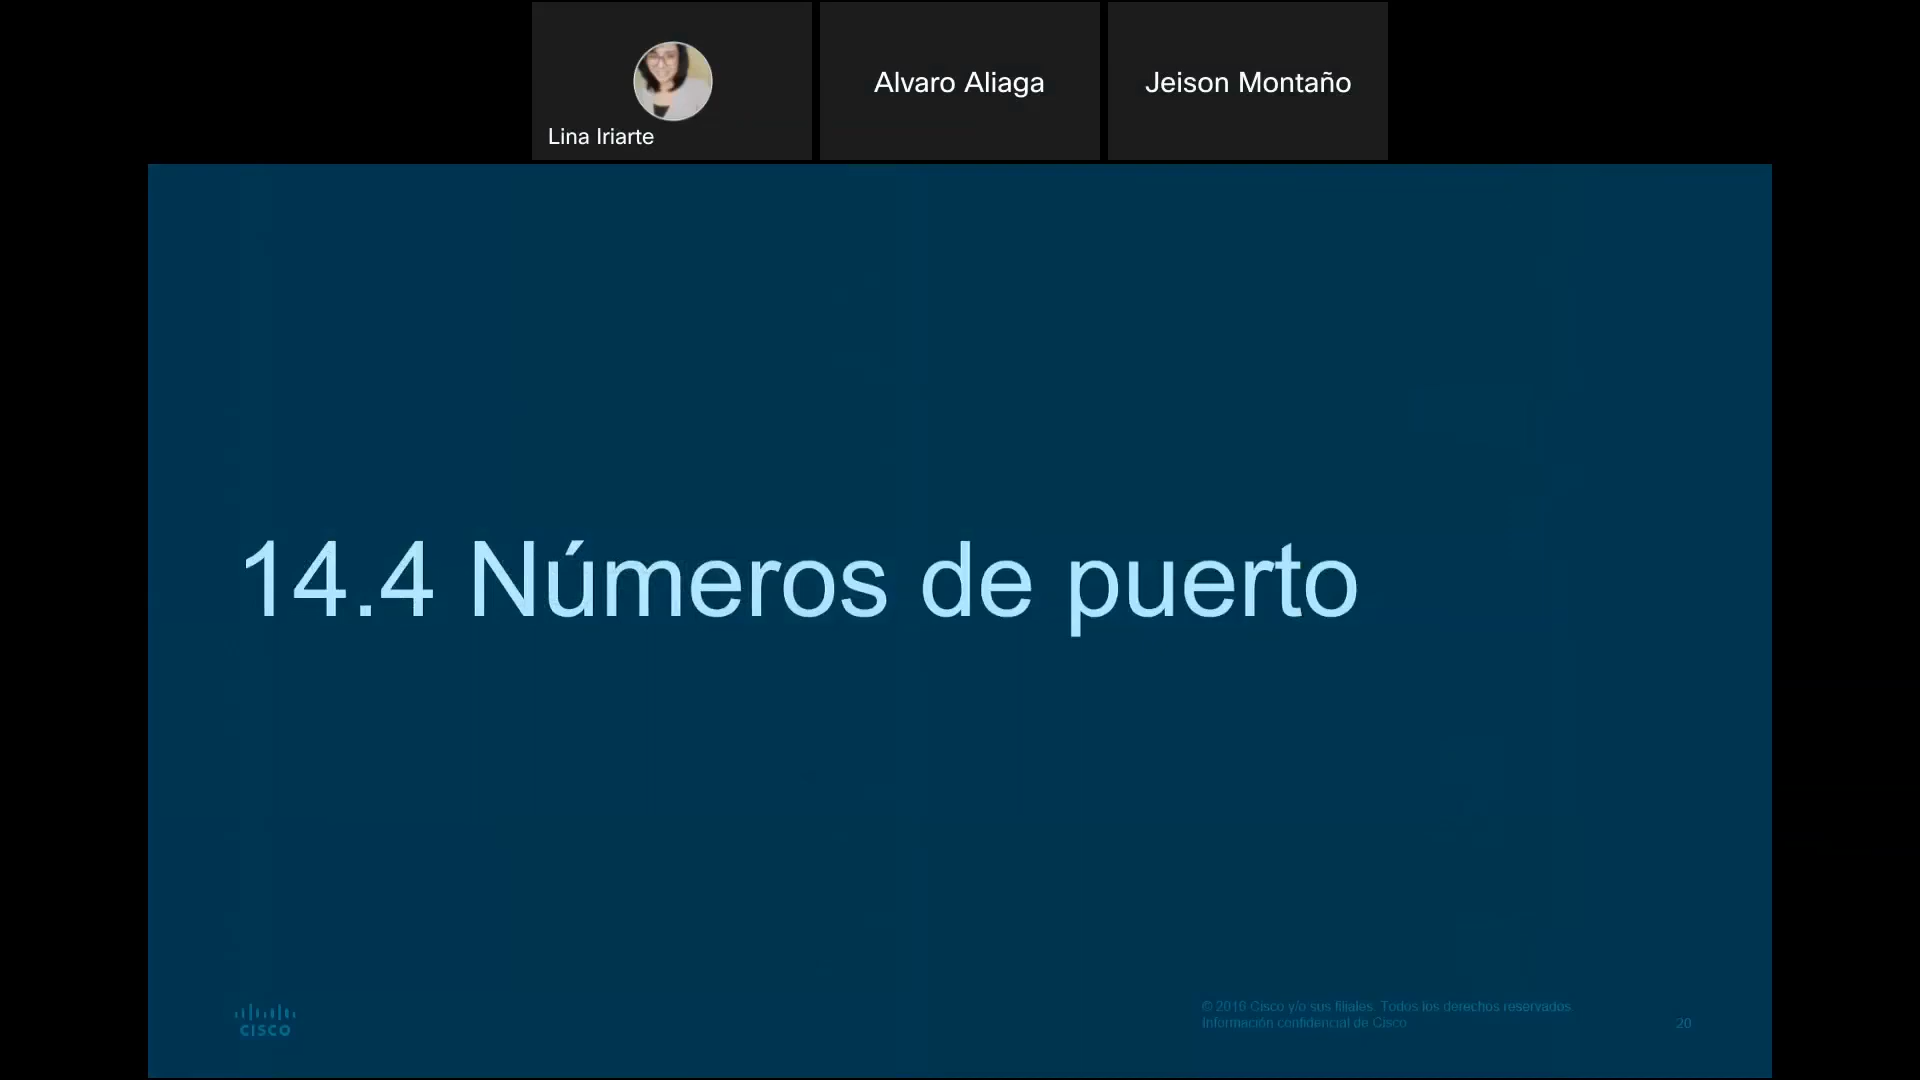 Lina Iriarte
Alvaro Aliaga
Jeison Montaño
14.4 Números de puerto
CISCO
© 2016 Cisco y/o sus filiales. Todos los derechos reservados.
Información confidencial de Cisco
20